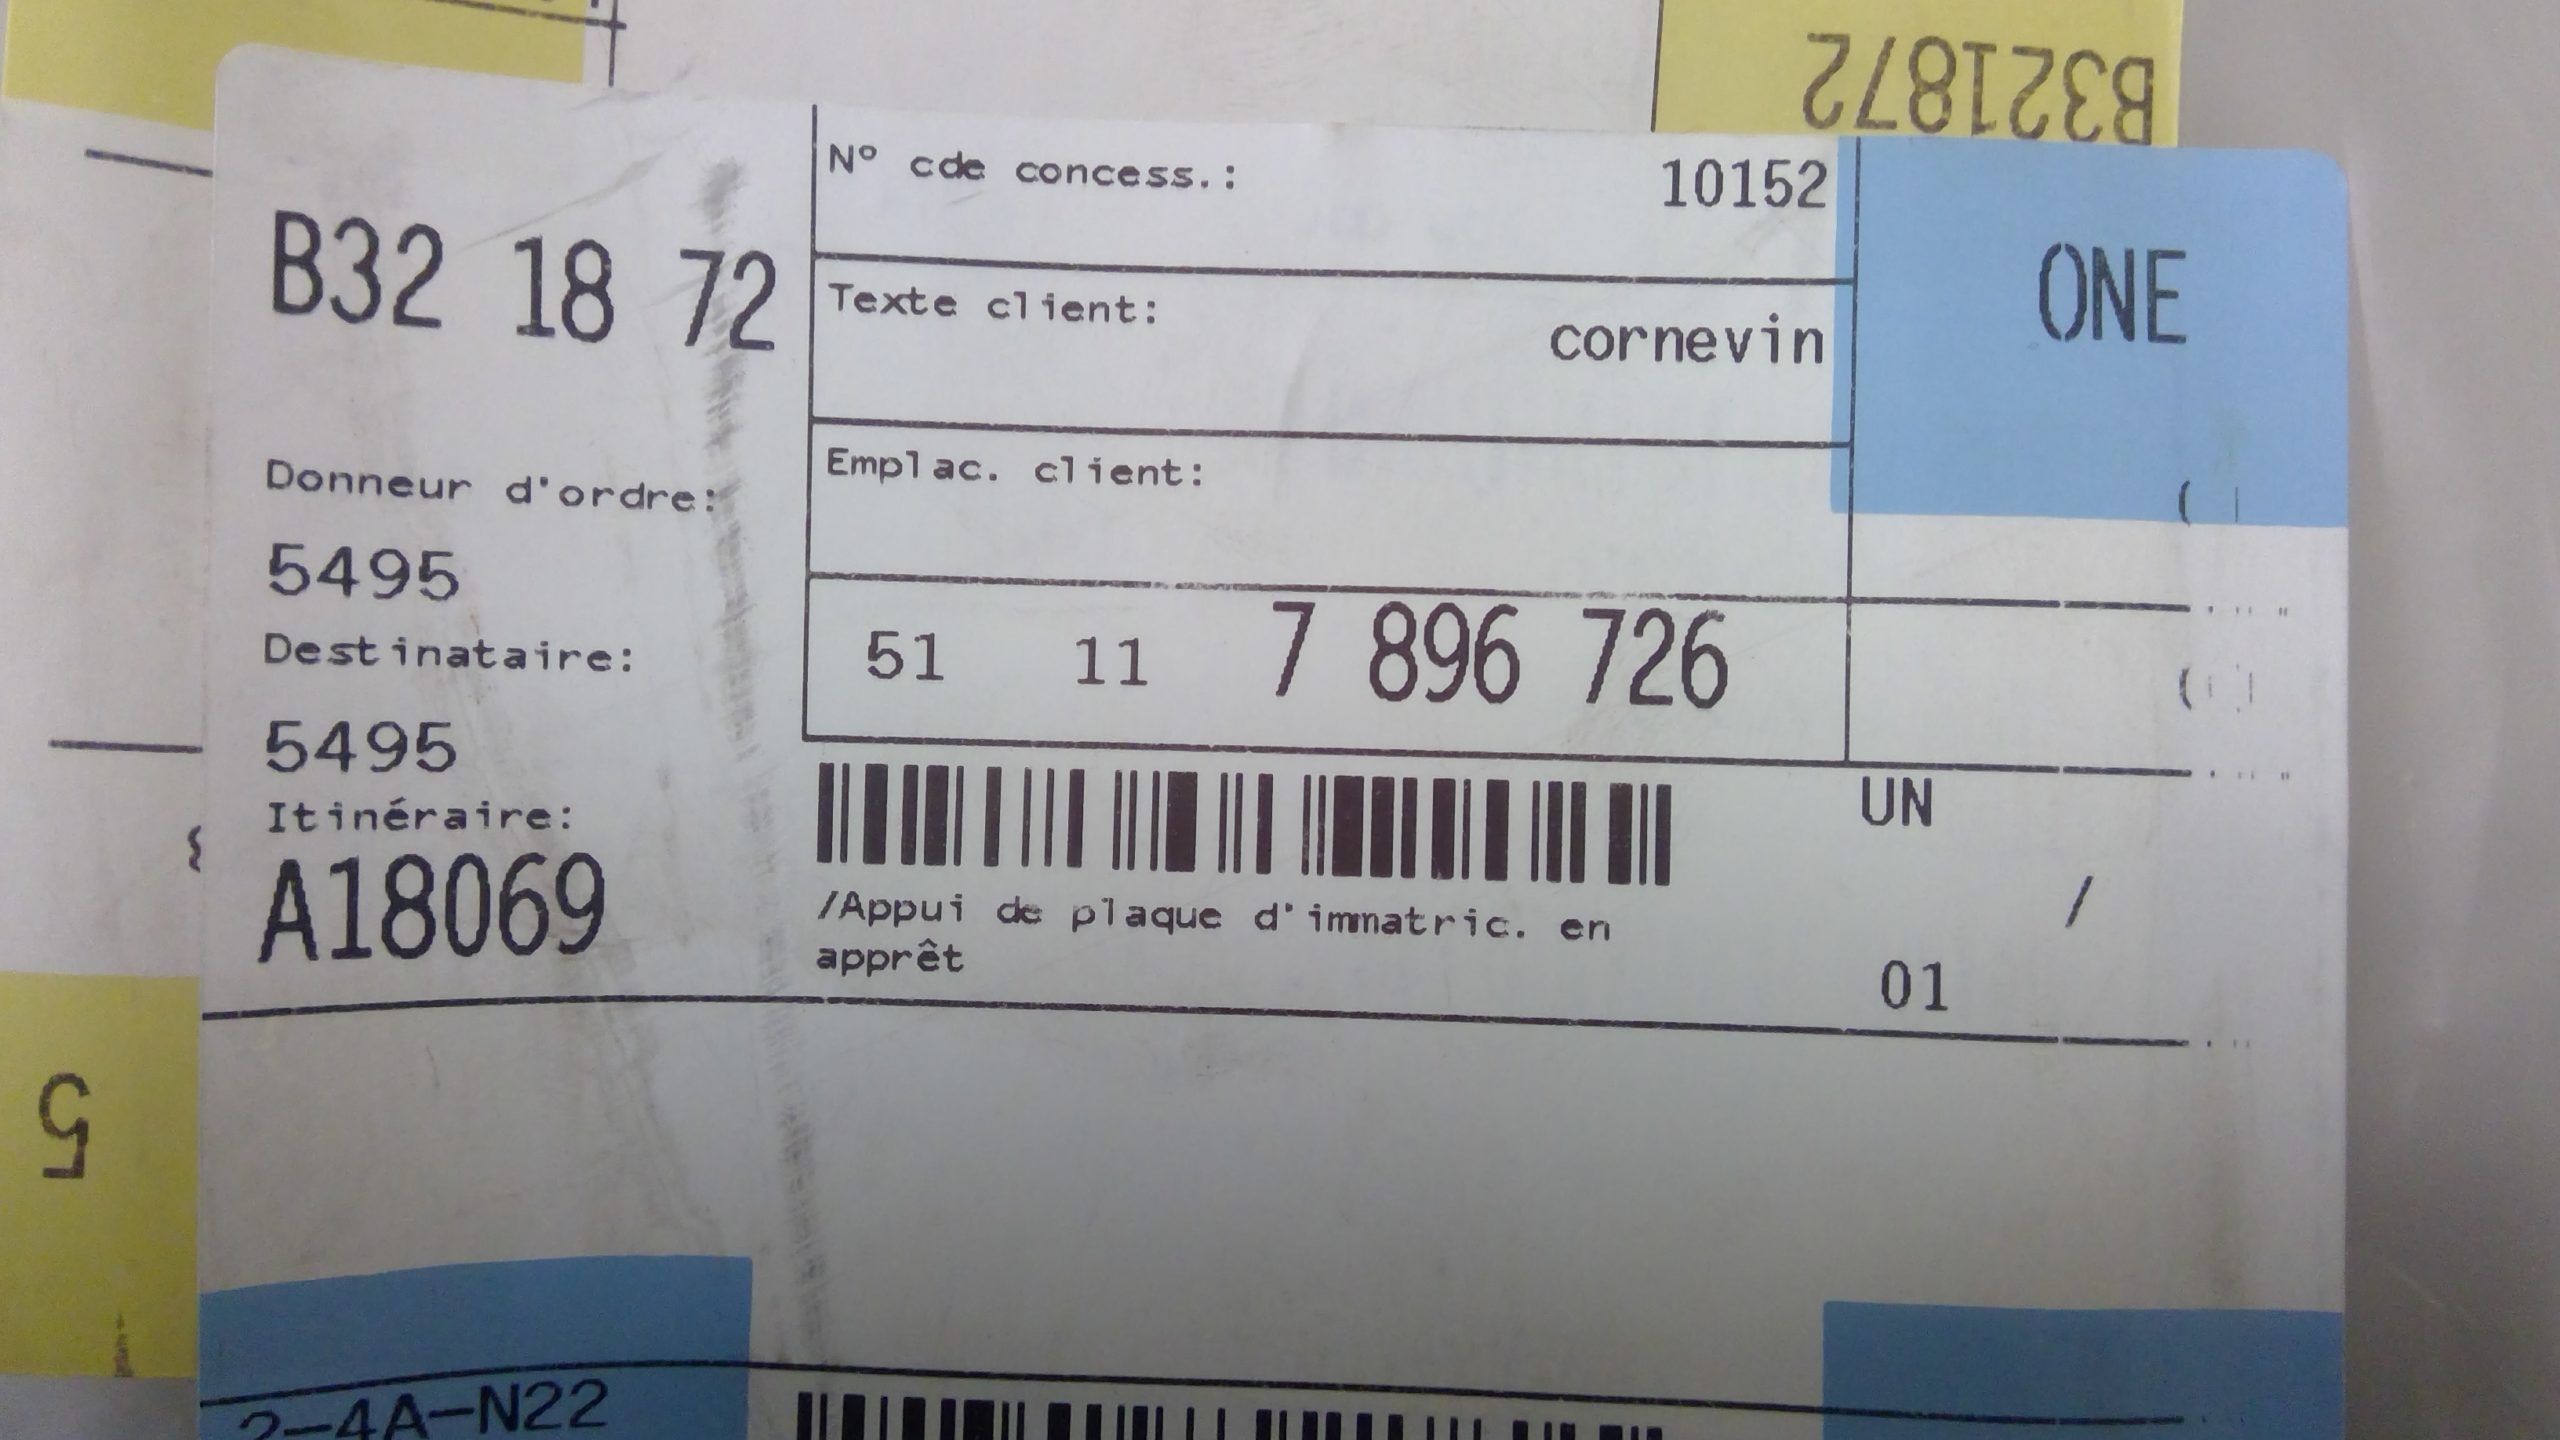 B321872
N° cde concess.: 10152
B32 18 72
ONE
Texte client:
cornevin
Donneur d'ordre:
Emplac. client:
5495
Destinataire:
51 11 7 896 726
5495
Itinéraire:
UN
A18069
/Appui de plaque d'immatric. en
apprêt
/
01
5
2-4A-N22